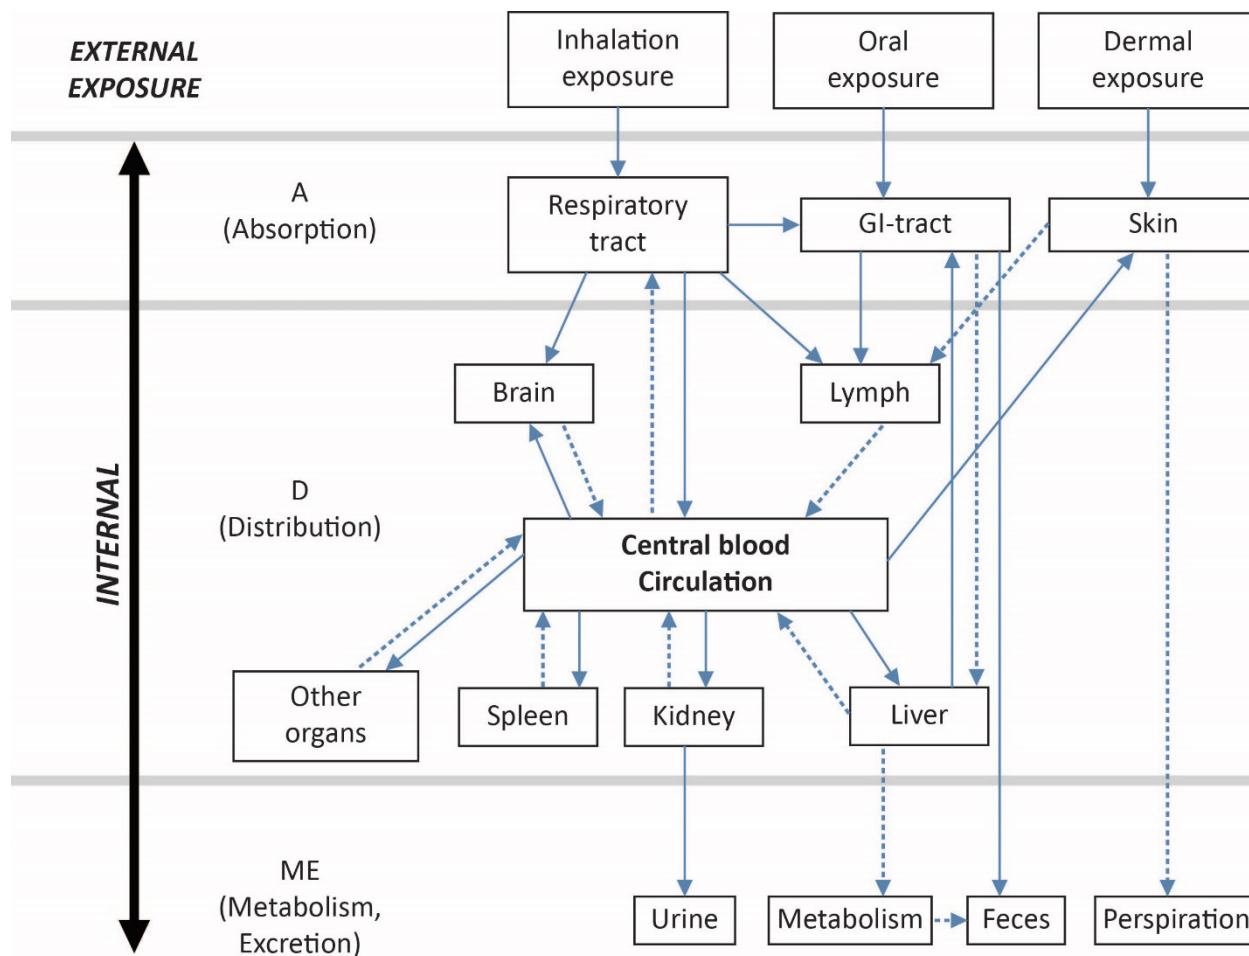 EXTERNAL
EXPOSURE
Inhalation
exposure
Oral
exposure
Dermal
exposure
A
(Absorption)
Respiratory
tract
GI-tract
Skin
Brain
Lymph
INTERNAL
D
(Distribution)
Central blood
Circulation
Other
organs
Spleen
Kidney
Liver
ME
(Metabolism,
Excretion)
Urine
Metabolism
Feces
Perspiration